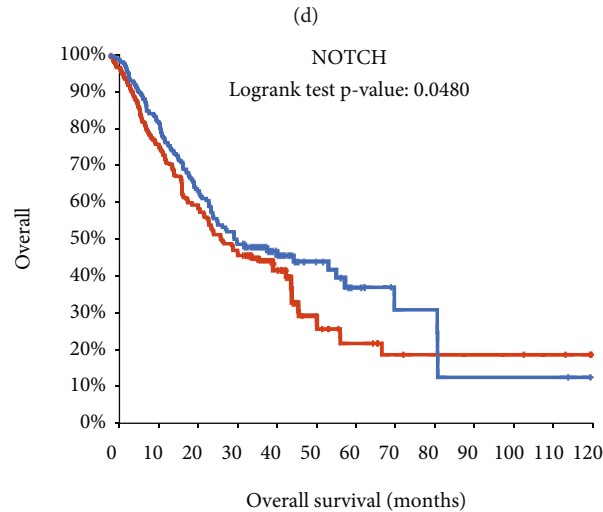 (d)
NOTCH
Logrank test p-value: 0.0480
100%
90%
80%
70%
60%
50%
40%
30%
20%
10%
0%
Overall
0 10 20 30 40 50 60 70 80 90 100 110 120
Overall survival (months)